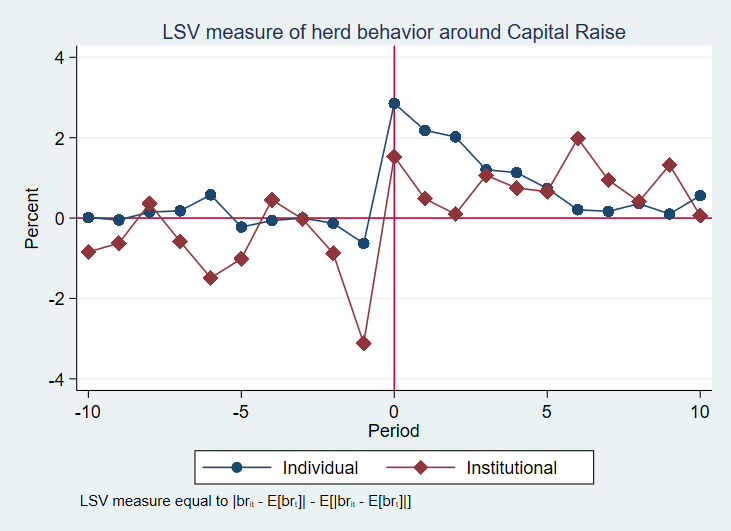 LSV measure of herd behavior around Capital Raise
4
2
0
-2
-4
Percent
-10
-5
0
5
10
Period
Individual
Institutional
LSV measure equal to |brᵢₜ - E[brₜ]| - E[|brᵢₜ - E[brₜ]|]